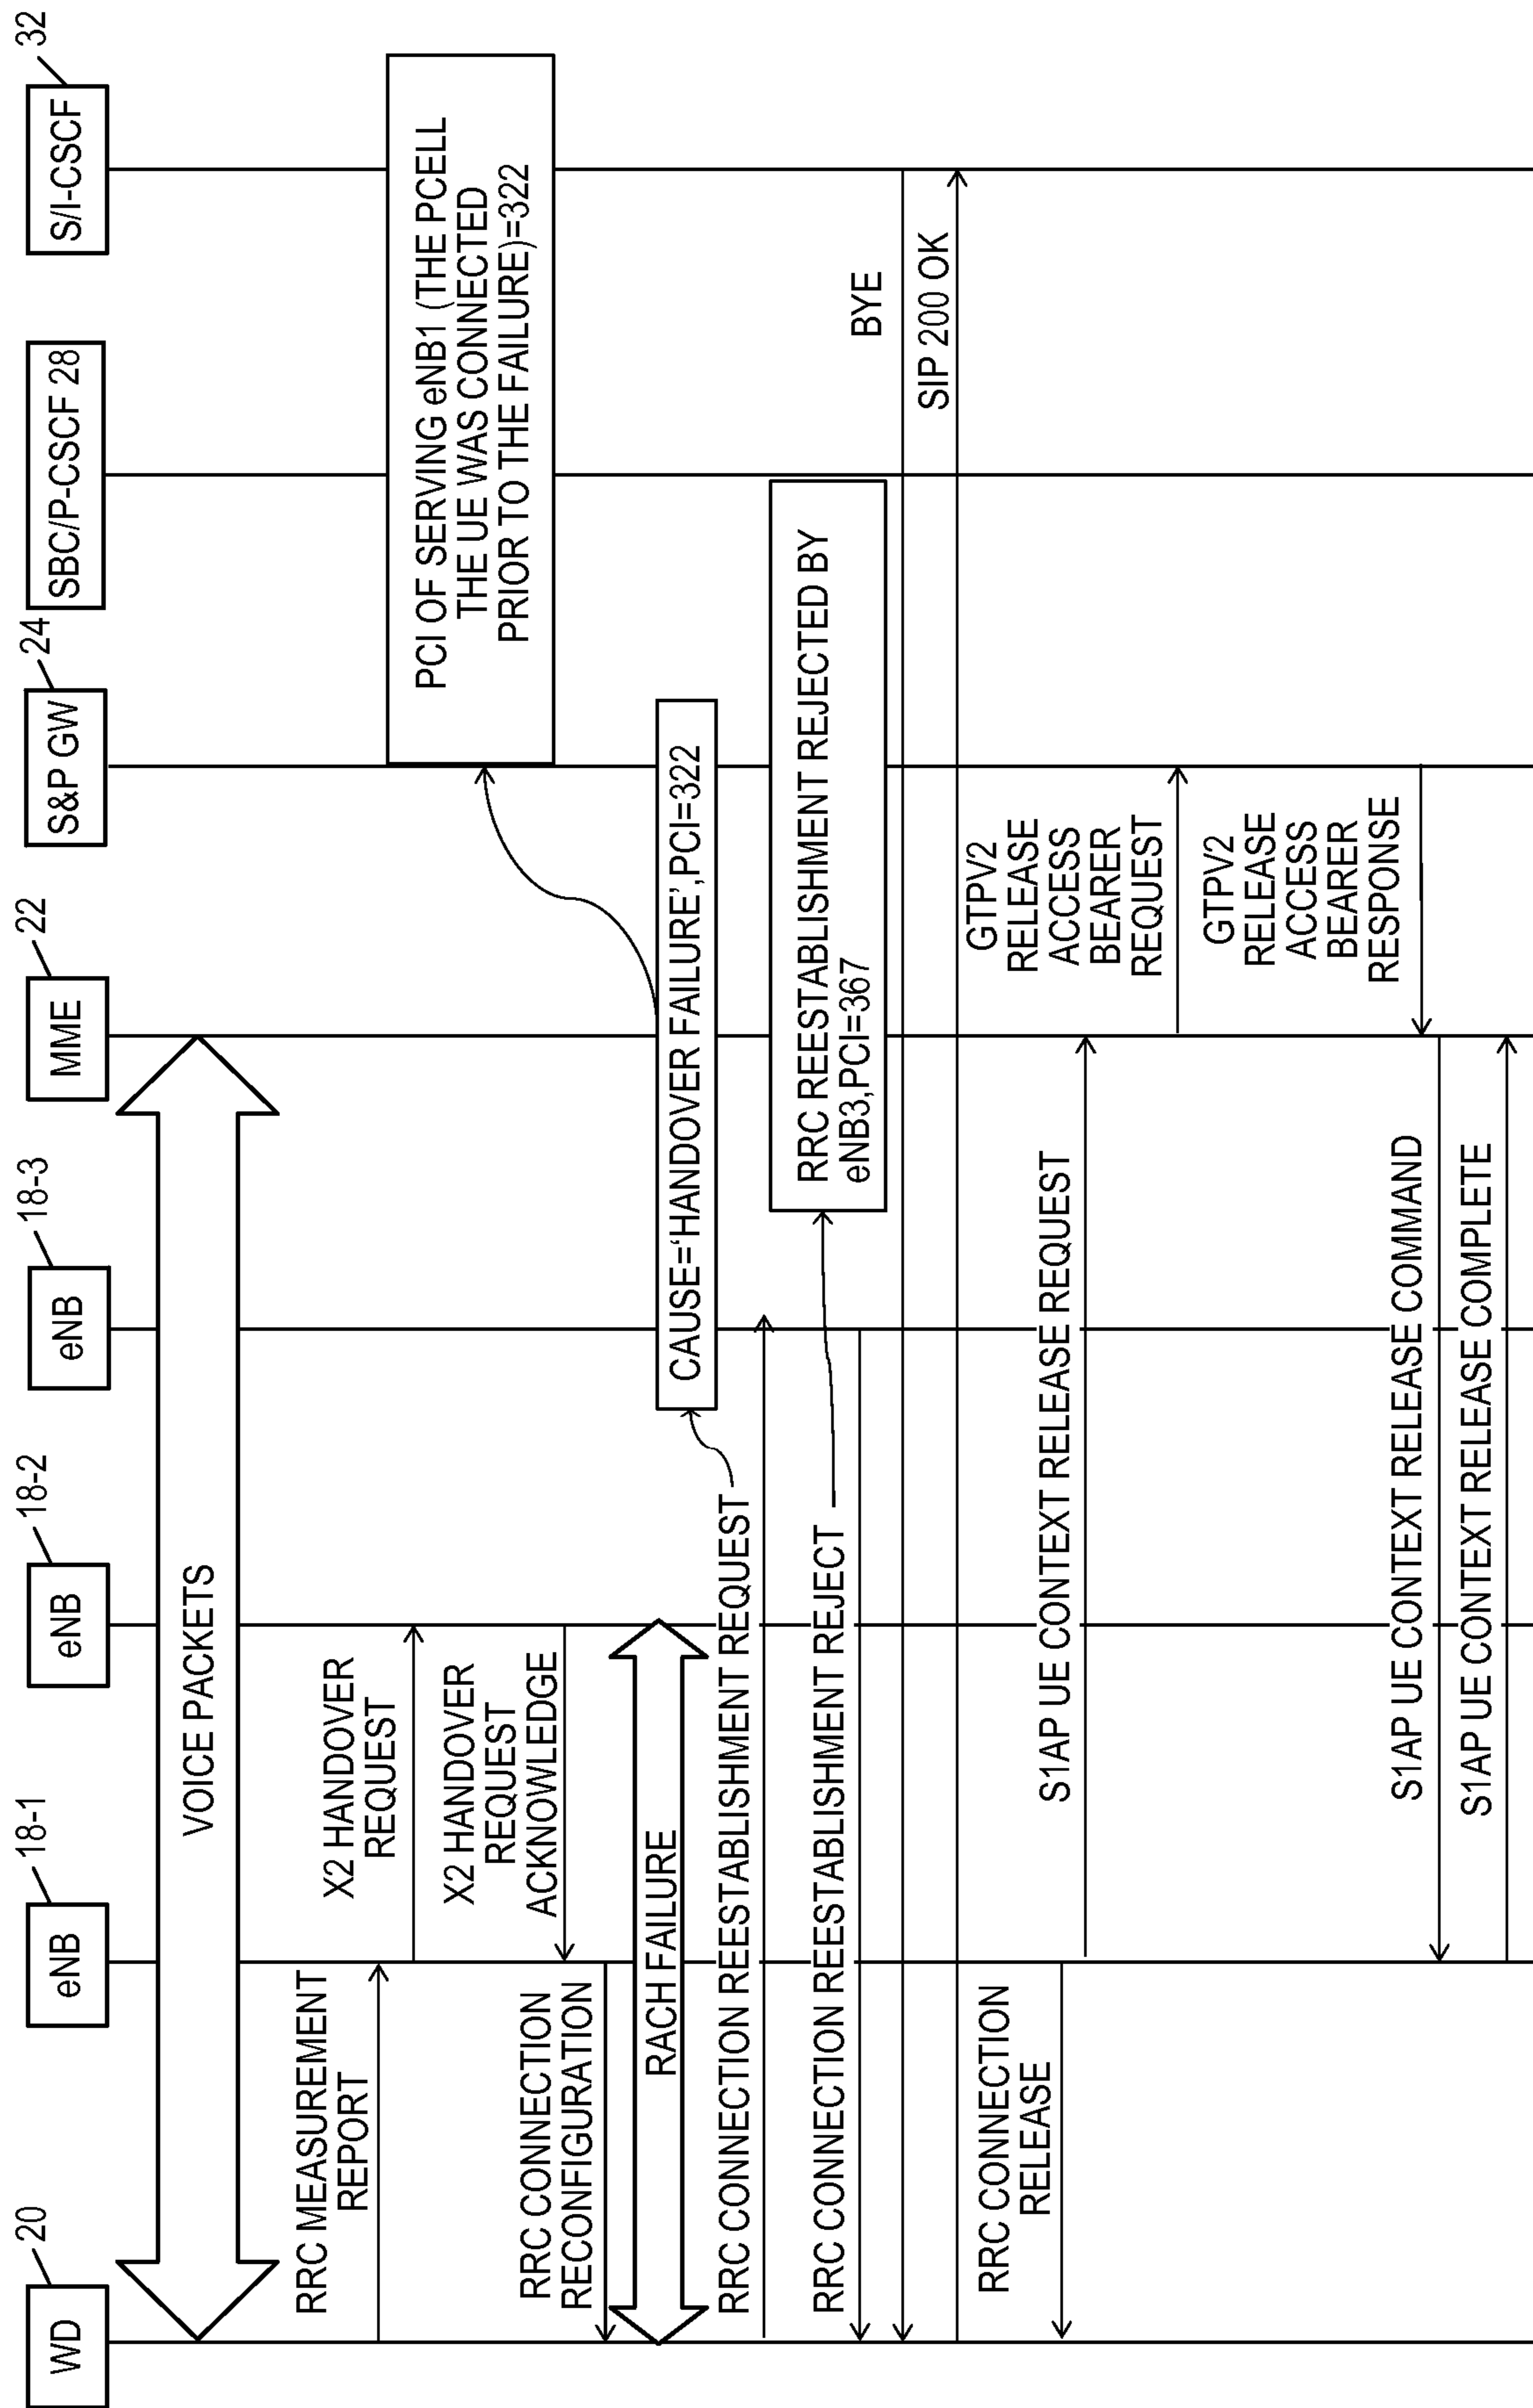 WD
20
eNB
18-1
eNB
18-2
eNB
18-3
MME
22
S&P GW
24
SBC/P-CSCF 28
S/I-CSCF
32
VOICE PACKETS
RRC MEASUREMENT
REPORT
X2 HANDOVER
REQUEST
X2 HANDOVER
REQUEST
ACKNOWLEDGE
PCI OF SERVING eNB1 (THE PCELL
THE UE WAS CONNECTED
PRIOR TO THE FAILURE)=322
RRC CONNECTION
RECONFIGURATION
RACH FAILURE
CAUSE='HANDOVER FAILURE',PCI=322
RRC CONNECTION REESTABLISHMENT REQUEST
RRC CONNECTION REESTABLISHMENT REJECT
RRC REESTABLISHMENT REJECTED BY
eNB3,PCI=367
BYE
SIP 200 OK
RRC CONNECTION
RELEASE
S1AP UE CONTEXT RELEASE REQUEST
GTPV2
RELEASE
ACCESS
BEARER
REQUEST
GTPV2
RELEASE
ACCESS
BEARER
RESPONSE
S1AP UE CONTEXT RELEASE COMMAND
S1AP UE CONTEXT RELEASE COMPLETE